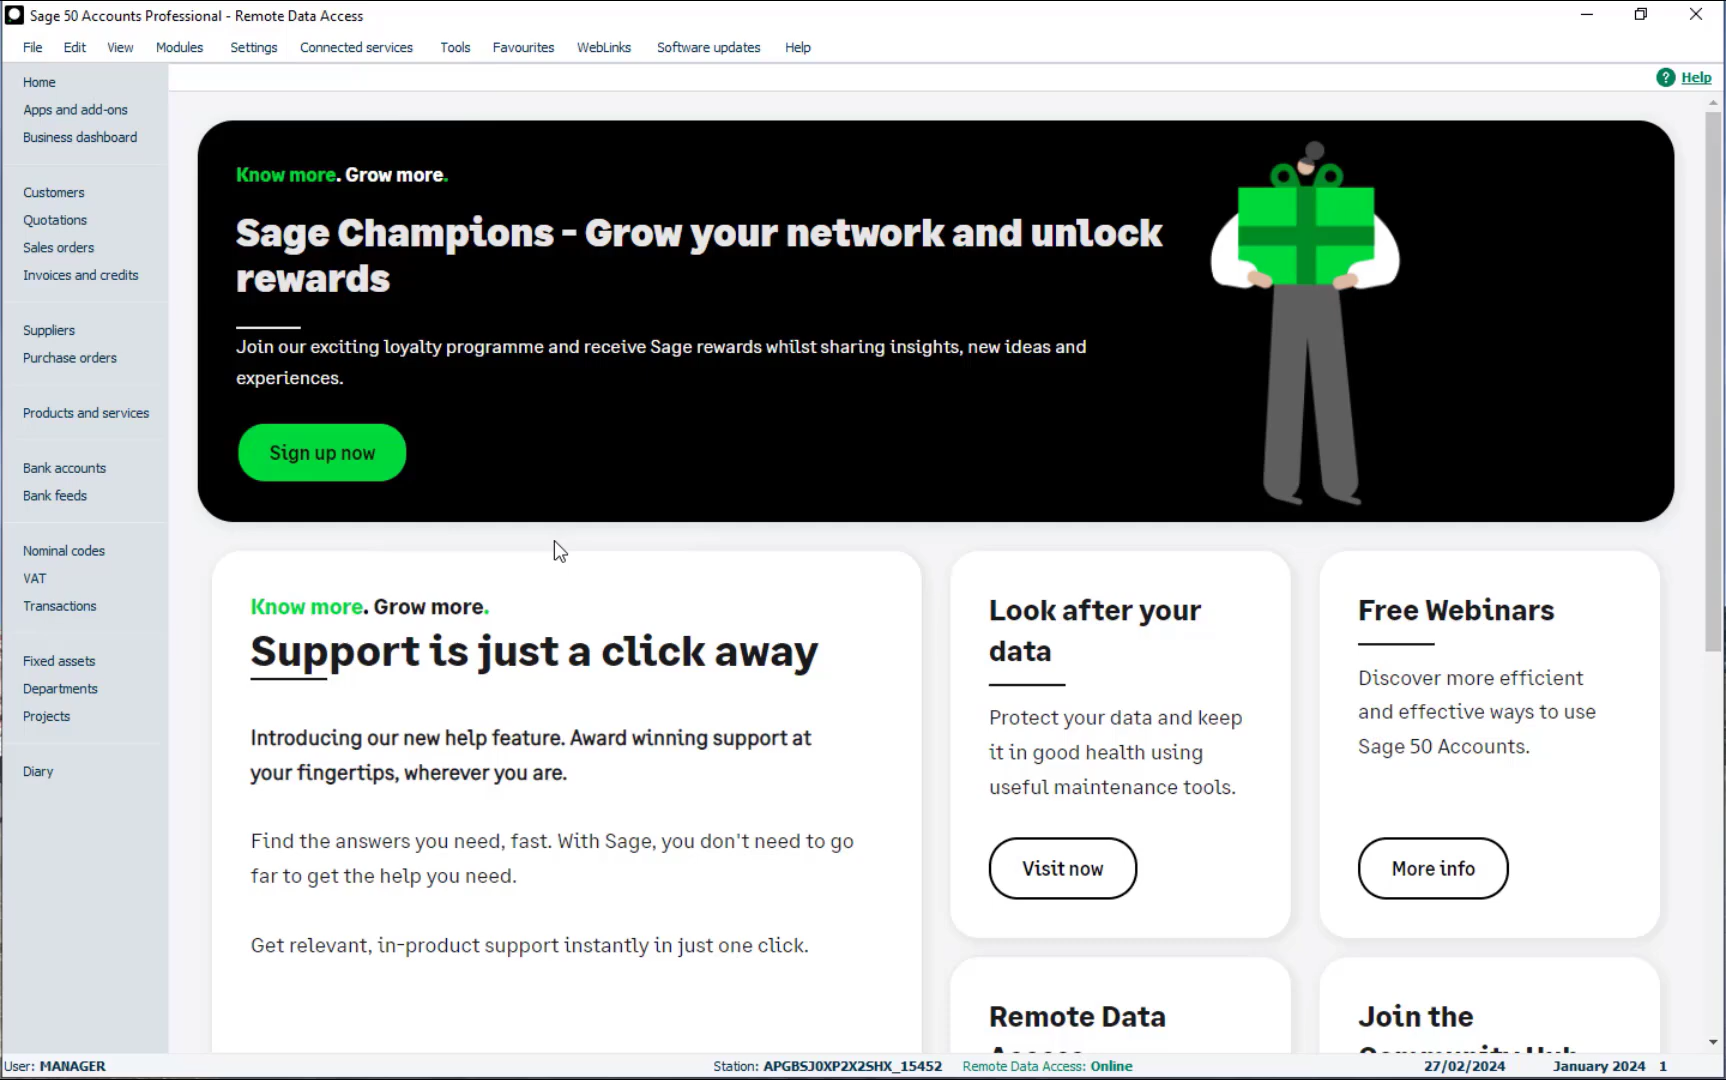 Sage 50 Accounts Professional - Remote Data Access
File Edit View Modules Settings Connected services Tools Favourites WebLinks Software updates Help
? Help
Home
Apps and add-ons
Business dashboard
Customers
Quotations
Sales orders
Invoices and credits
Suppliers
Purchase orders
Products and services
Bank accounts
Bank feeds
Nominal codes
VAT
Transactions
Fixed assets
Departments
Projects
Diary
Know more. Grow more.
Sage Champions - Grow your network and unlock
rewards
Join our exciting loyalty programme and receive Sage rewards whilst sharing insights, new ideas and
experiences.
Sign up now
Know more. Grow more.
Support is just a click away
Introducing our new help feature. Award winning support at
your fingertips, wherever you are.
Find the answers you need, fast. With Sage, you don't need to go
far to get the help you need.
Get relevant, in-product support instantly in just one click.
Look after your
data
Protect your data and keep
it in good health using
useful maintenance tools.
Visit now
Free Webinars
Discover more efficient
and effective ways to use
Sage 50 Accounts.
More info
Remote Data
Access
Join the
Community Hub
User: MANAGER
Station: APGBSJ0XP2X2SHX_15452
Remote Data Access: Online
27/02/2024
January 2024 1